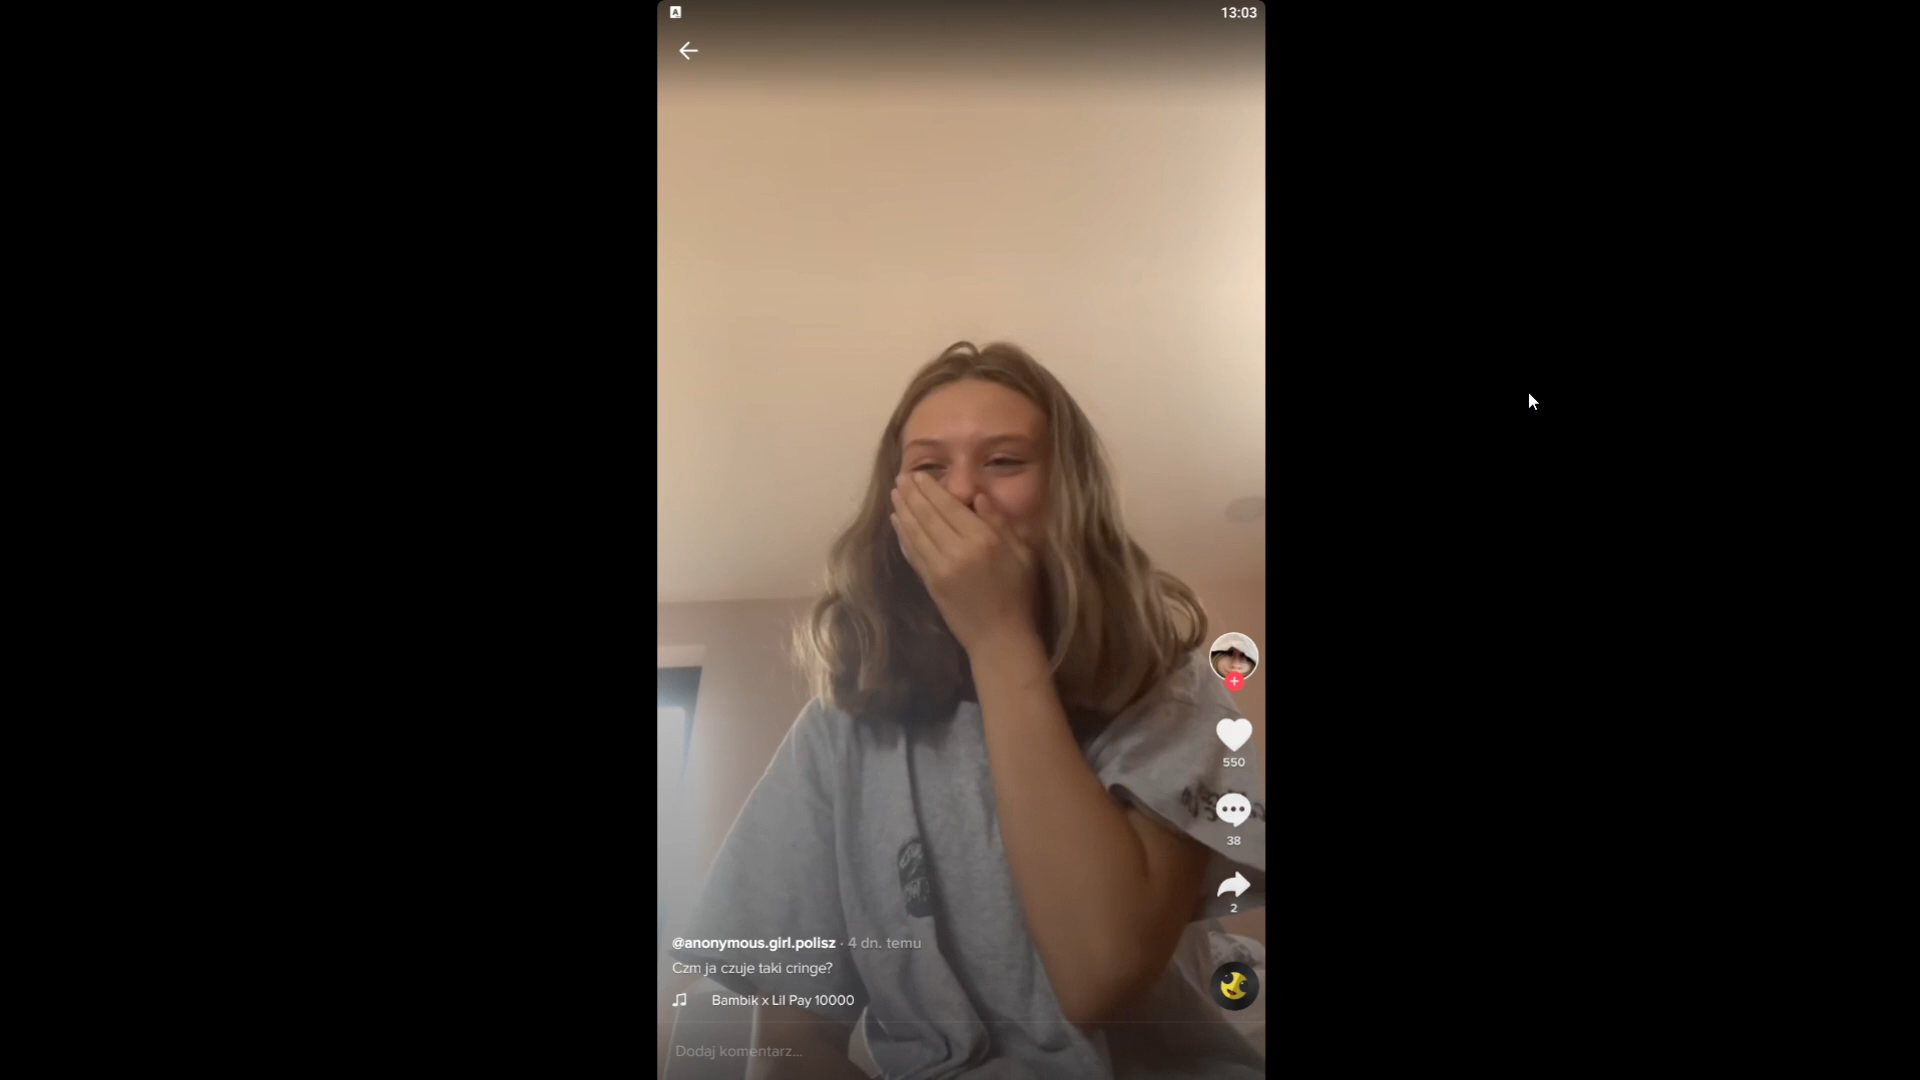 13:03
550
38
2
@anonymous.girl.polisz · 4 dn. temu
Czm ja czuje taki cringe?
Bambik x Lil Pay 10000
Dodaj komentarz...